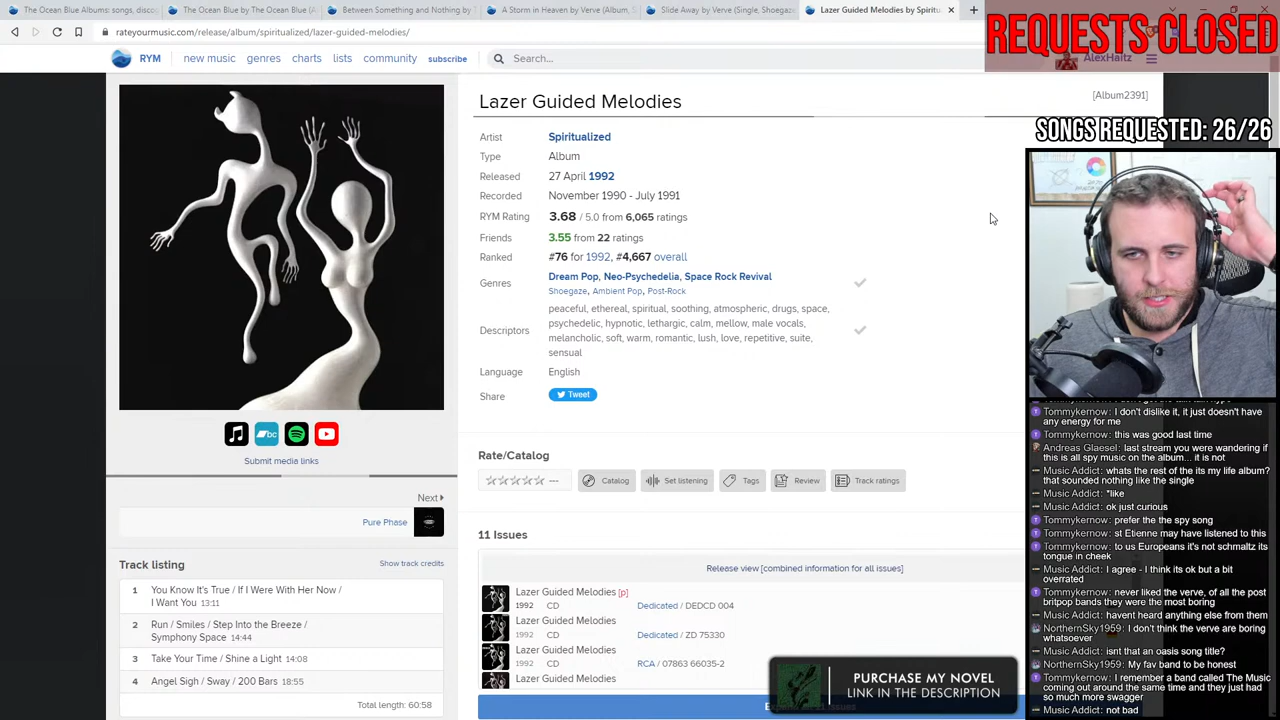 The Ocean Blue Albums: songs, discog
The Ocean Blue by The Ocean Blue (A
Between Something and Nothing by T
A Storm in Heaven by Verve (Album, S
Slide Away by Verve (Single, Shoegaze
Lazer Guided Melodies by Spiritu
REQUESTS CLOSED
rateyourmusic.com/release/album/spiritualized/lazer-guided-melodies/
RYM new music genres charts lists community subscribe Search... AlexHaitz
Lazer Guided Melodies
[Album2391]
Artist Spiritualized
Type Album
Released 27 April 1992
Recorded November 1990 - July 1991
RYM Rating 3.68 / 5.0 from 6,065 ratings
Friends 3.55 from 22 ratings
Ranked #76 for 1992, #4,667 overall
Genres Dream Pop, Neo-Psychedelia, Space Rock Revival
Shoegaze, Ambient Pop, Post-Rock
Descriptors peaceful, ethereal, spiritual, soothing, atmospheric, drugs, space,
psychedelic, hypnotic, lethargic, calm, mellow, male vocals,
melancholic, soft, warm, romantic, lush, love, repetitive, suite,
sensual
Language English
Share Tweet
bc
Submit media links
Next
Pure Phase
Track listing Show track credits
1 You Know It's True / If I Were With Her Now /
I Want You 13:11
2 Run / Smiles / Step Into the Breeze /
Symphony Space 14:44
3 Take Your Time / Shine a Light 14:08
4 Angel Sigh / Sway / 200 Bars 18:55
Total length: 60:58
Rate/Catalog
--- Catalog Set listening Tags Review Track ratings
11 Issues
Release view [combined information for all issues]
Lazer Guided Melodies [p]
1992 CD Dedicated / DEDCD 004
Lazer Guided Melodies
1992 CD Dedicated / ZD 75330
Lazer Guided Melodies
1992 CD RCA / 07863 66035-2
Lazer Guided Melodies
PURCHASE MY NOVEL
LINK IN THE DESCRIPTION
SONGS REQUESTED: 26/26
Tommykernow: I don't dislike it, it just doesn't have
any energy for me
Tommykernow: this was good last time
Andreas Glaesel: last stream you were wandering if
this is all spy music on the album... it is not
Music Addict: whats the rest of the its my life album?
that sounded nothing like the single
Music Addict: *like
Music Addict: ok just curious
Tommykernow: prefer the the spy song
Tommykernow: st Etienne may have listened to this
Tommykernow: to us Europeans it's not schmaltz its
tongue in cheek
Music Addict: I agree - I think its ok but a bit
overrated
Tommykernow: never liked the verve, of all the post
britpop bands they were the most boring
Music Addict: havent heard anything else from them
NorthernSky1959: I don't think the verve are boring
whatsoever
Music Addict: isnt that an oasis song title?
NorthernSky1959: My fav band to be honest
Tommykernow: I remember a band called The Music
coming out around the same time and they just had
so much more swagger
Music Addict: not bad